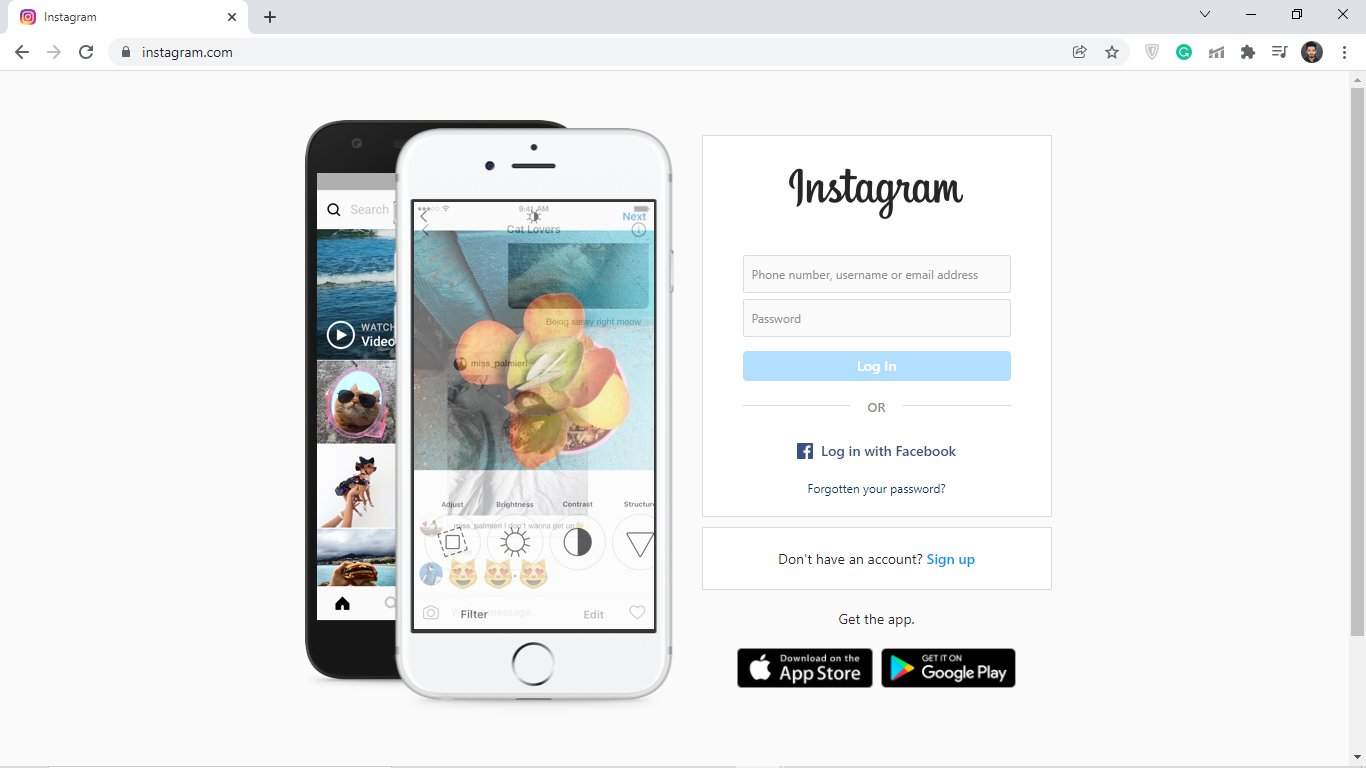 Instagram
instagram.com
Search
WATCH
Video
9:41 AM
Next
Cat Lovers
Being sassy right meow
miss_palmieri
Adjust Brightness Contrast Structure
miss_palmieri I don't wanna get up
message...
Filter Edit
Instagram
Phone number, username or email address
Password
Log In
OR
Log in with Facebook
Forgotten your password?
Don't have an account? Sign up
Get the app.
Download on the
App Store
GET IT ON
Google Play